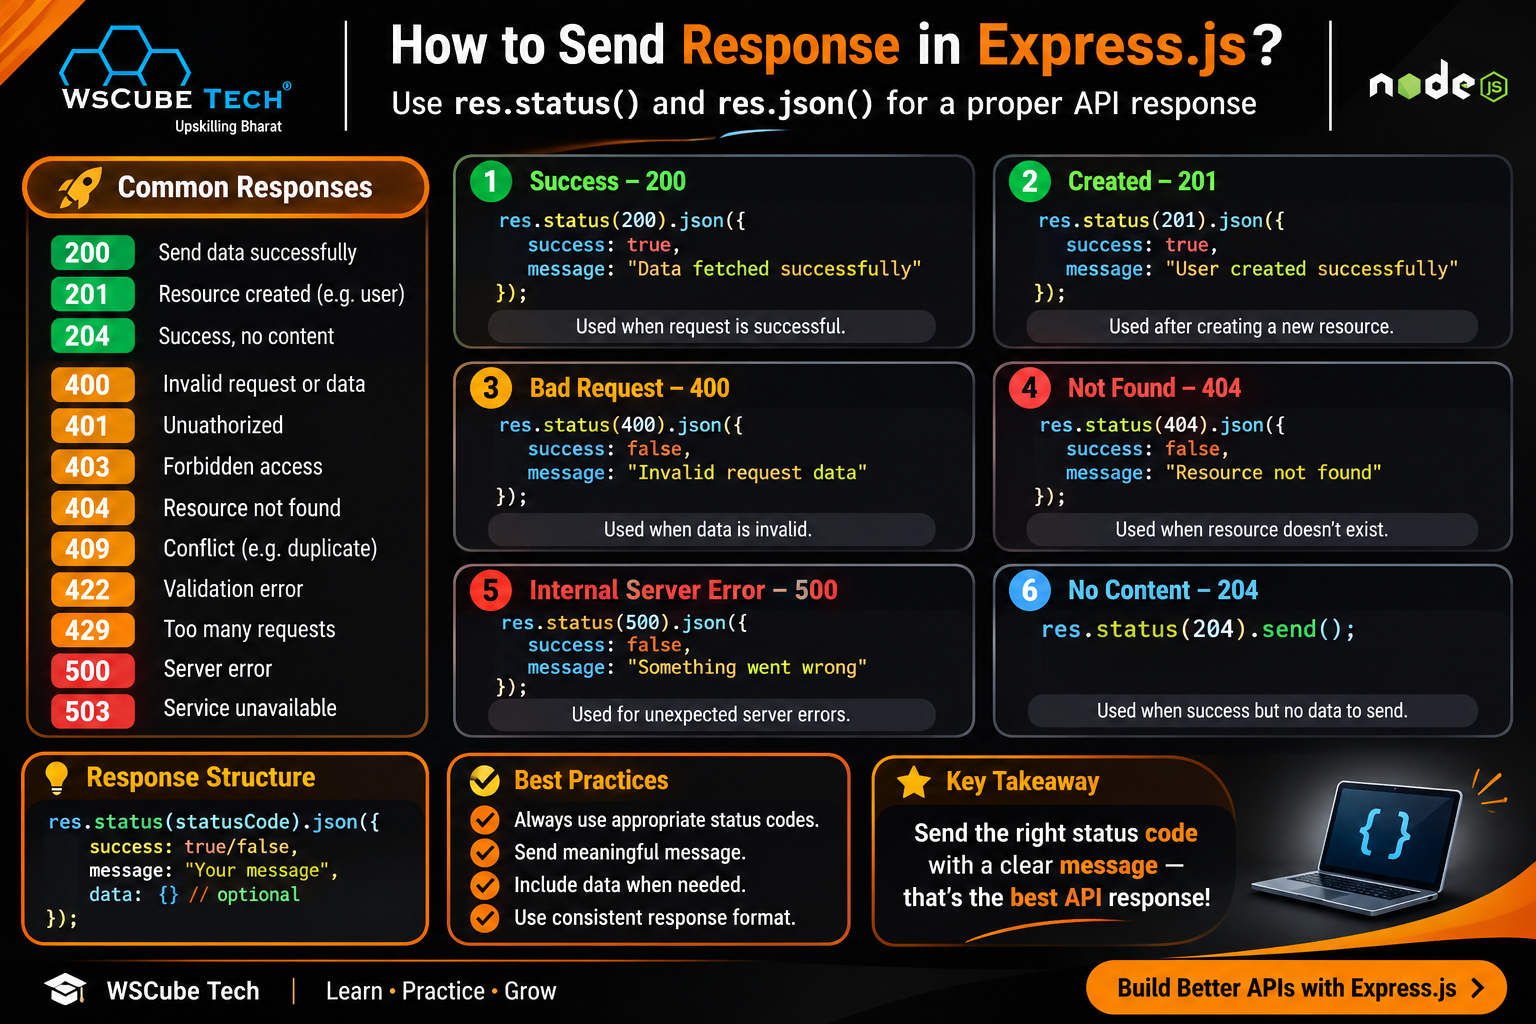 WSCUBE TECH®
Upskilling Bharat
How to Send Response in Express.js?
Use res.status() and res.json() for a proper API response
node
JS
Common Responses
200 Send data successfully
201 Resource created (e.g. user)
204 Success, no content
400 Invalid request or data
401 Unuathorized
403 Forbidden access
404 Resource not found
409 Conflict (e.g. duplicate)
422 Validation error
429 Too many requests
500 Server error
503 Service unavailable
1 Success – 200
res.status(200).json({
success: true,
message: "Data fetched successfully"
});
Used when request is successful.
2 Created – 201
res.status(201).json({
success: true,
message: "User created successfully"
});
Used after creating a new resource.
3 Bad Request – 400
res.status(400).json({
success: false,
message: "Invalid request data"
});
Used when data is invalid.
4 Not Found – 404
res.status(404).json({
success: false,
message: "Resource not found"
});
Used when resource doesn't exist.
5 Internal Server Error – 500
res.status(500).json({
success: false,
message: "Something went wrong"
});
Used for unexpected server errors.
6 No Content – 204
res.status(204).send();
Used when success but no data to send.
Response Structure
res.status(statusCode).json({
success: true/false,
message: "Your message",
data: {} // optional
});
Best Practices
Always use appropriate status codes.
Send meaningful message.
Include data when needed.
Use consistent response format.
Key Takeaway
Send the right status code
with a clear message —
that's the best API response!
{ }
WSCube Tech | Learn • Practice • Grow
Build Better APIs with Express.js >